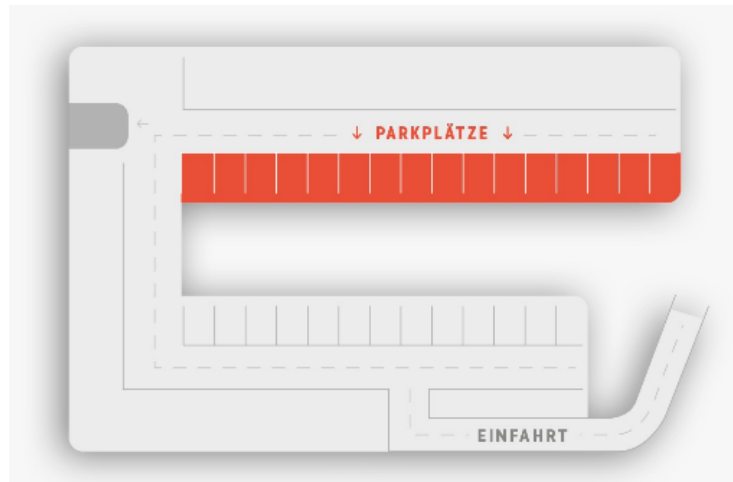 ↓ PARKPLÄTZE ↓
EINFAHRT